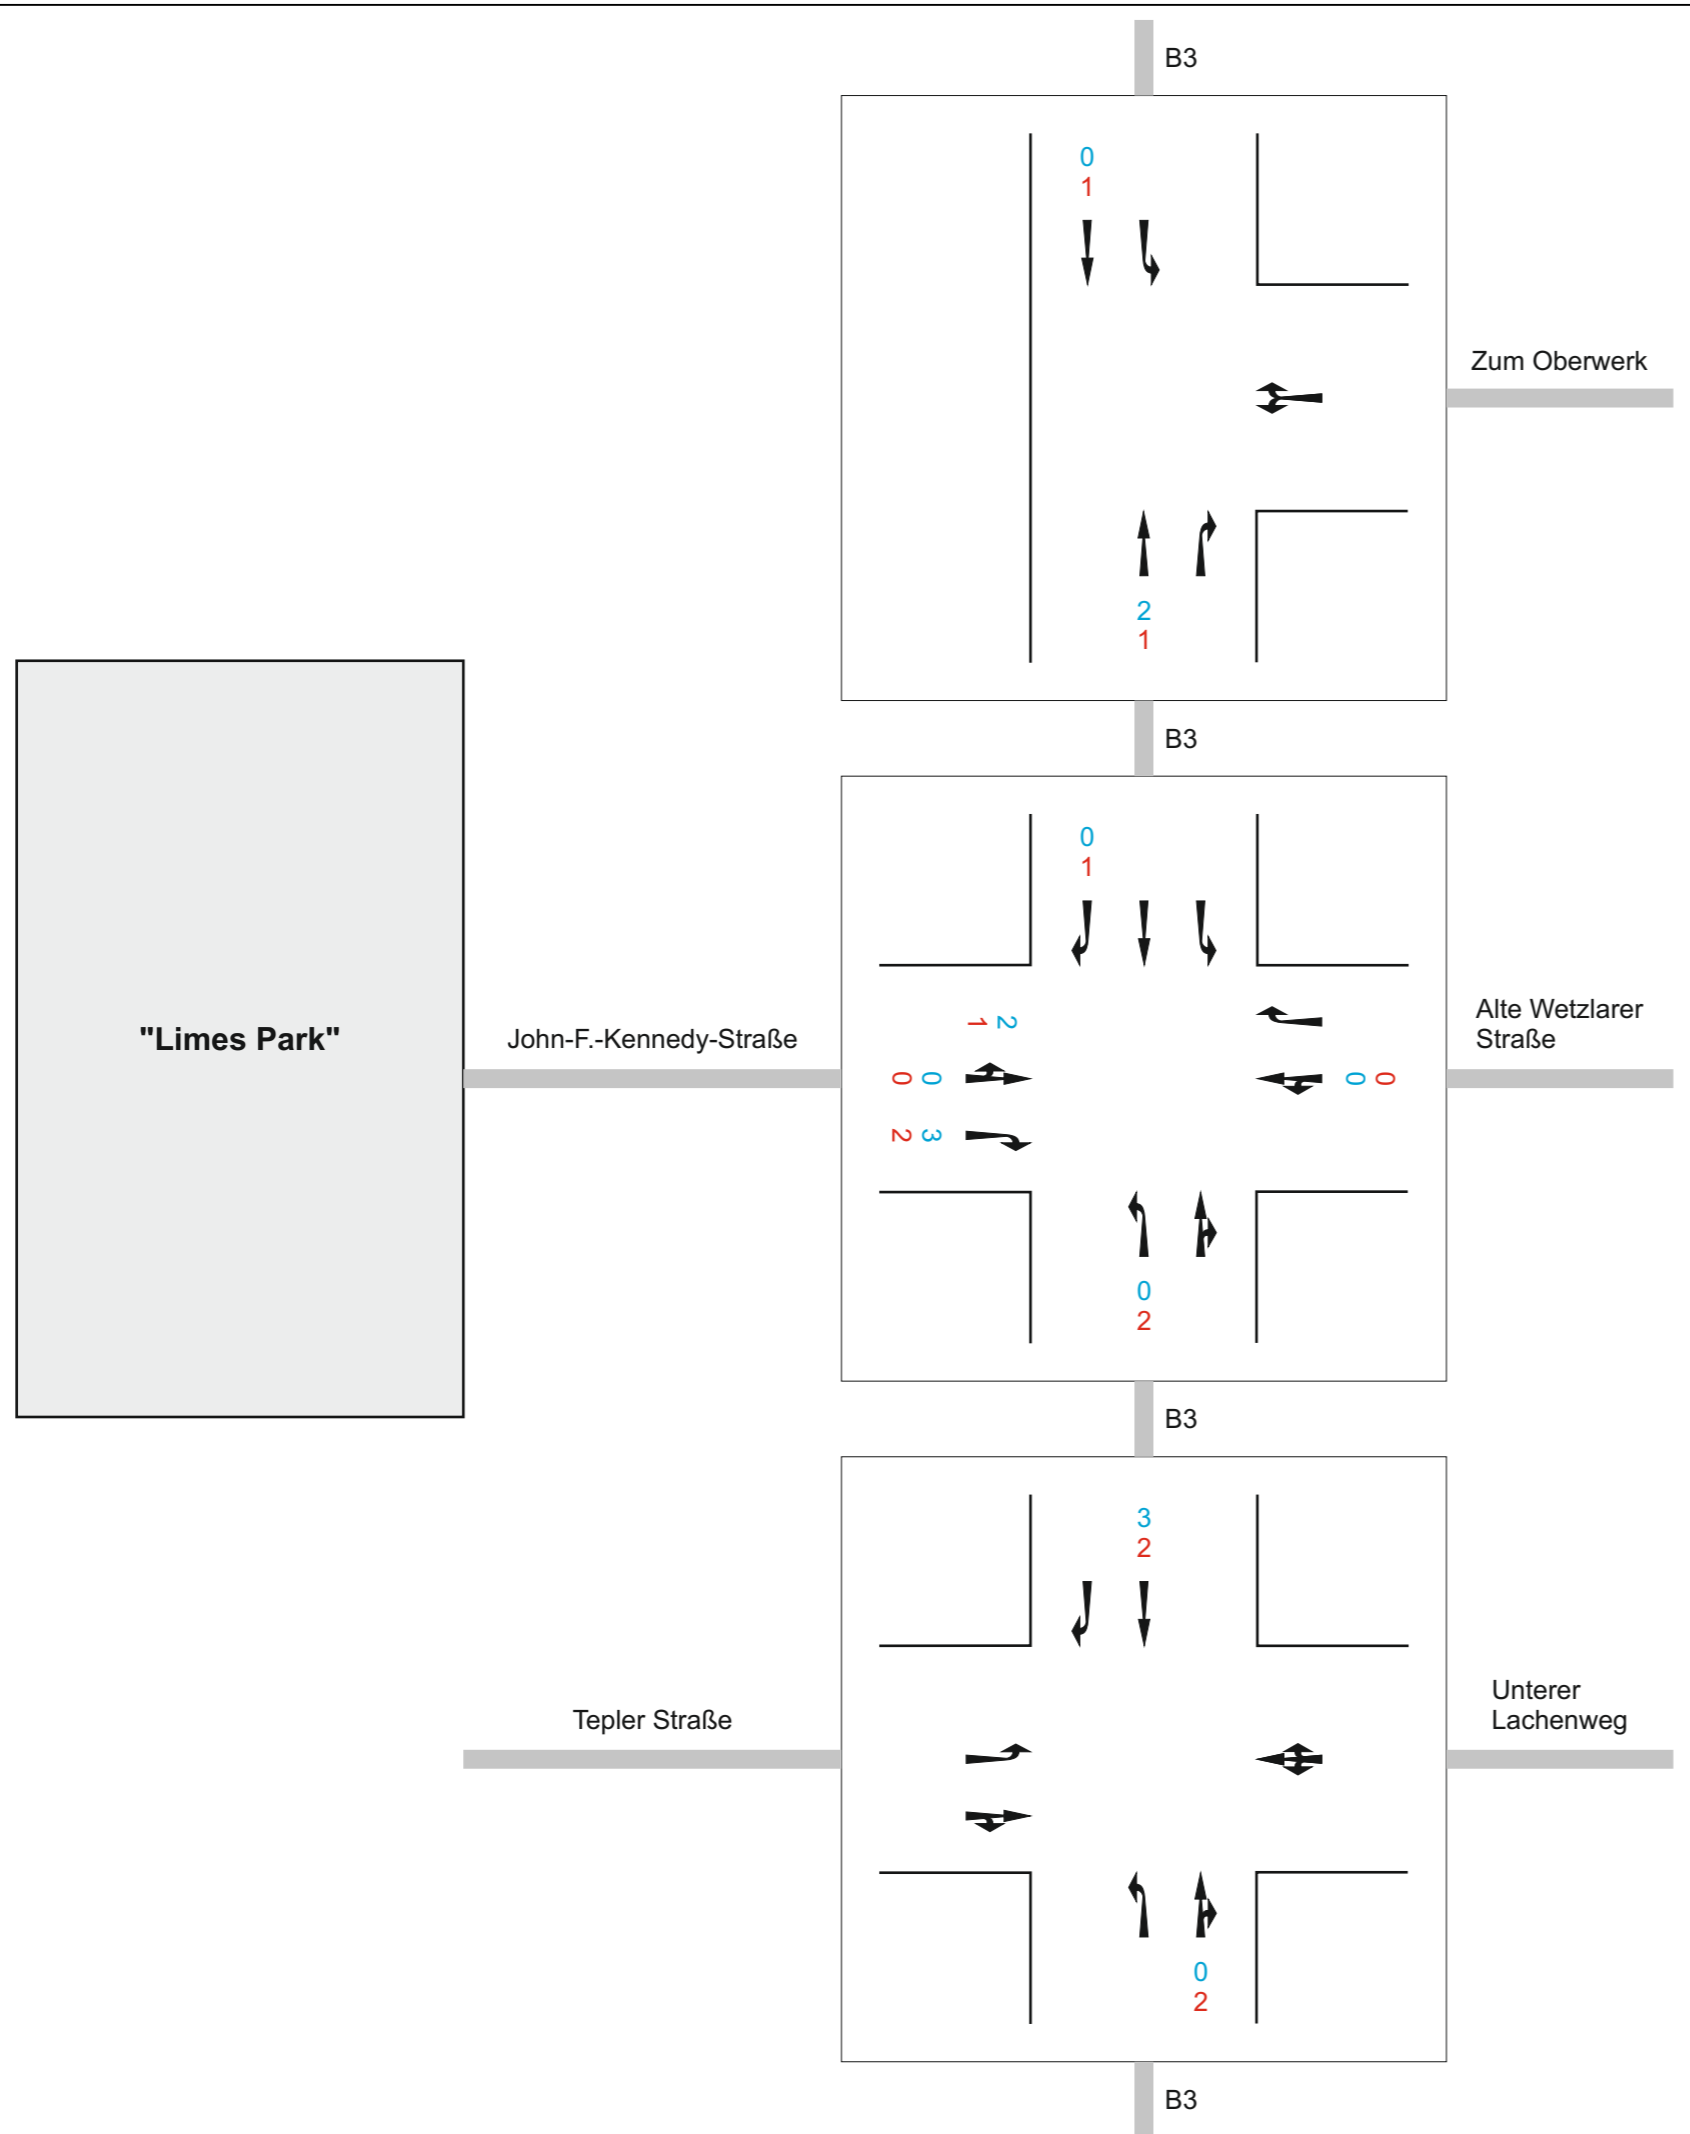 B3
0
1
Zum Oberwerk
2
1
B3
0
1
"Limes Park"
John-F.-Kennedy-Straße
1 2
0 0
2 3
Alte Wetzlarer
Straße
0 0
0
2
B3
3
2
Tepler Straße
Unterer
Lachenweg
0
2
B3